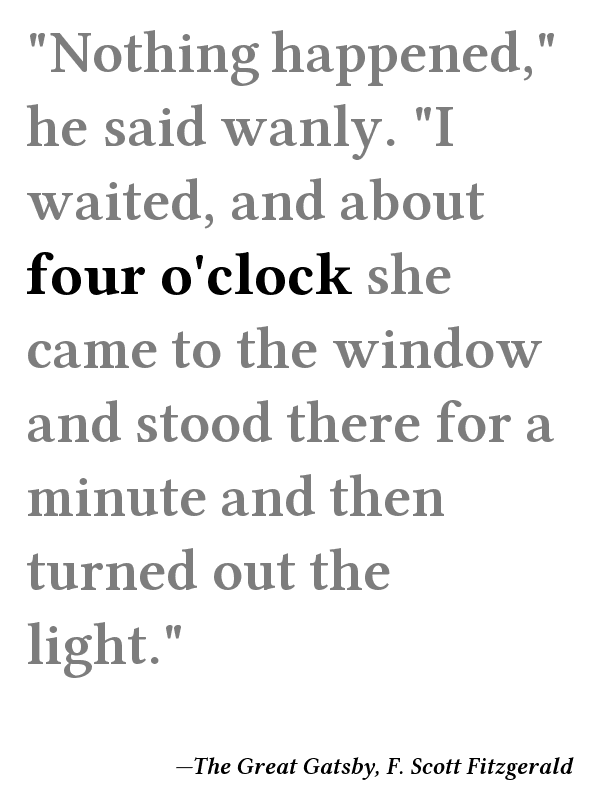 "Nothing happened,"
he said wanly. "I
waited, and about
four o'clock she
came to the window
and stood there for a
minute and then
turned out the
light."
—The Great Gatsby, F. Scott Fitzgerald